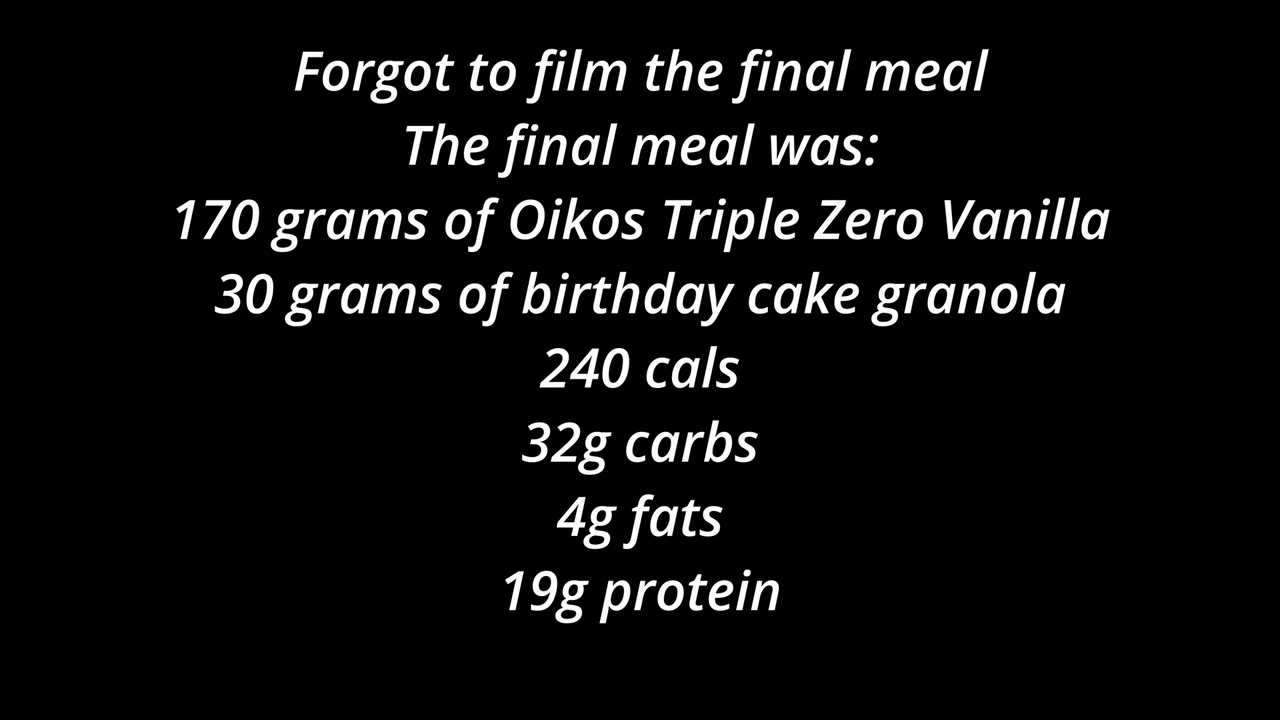 Forgot to film the final meal
The final meal was:
170 grams of Oikos Triple Zero Vanilla
30 grams of birthday cake granola
240 cals
32g carbs
4g fats
19g protein